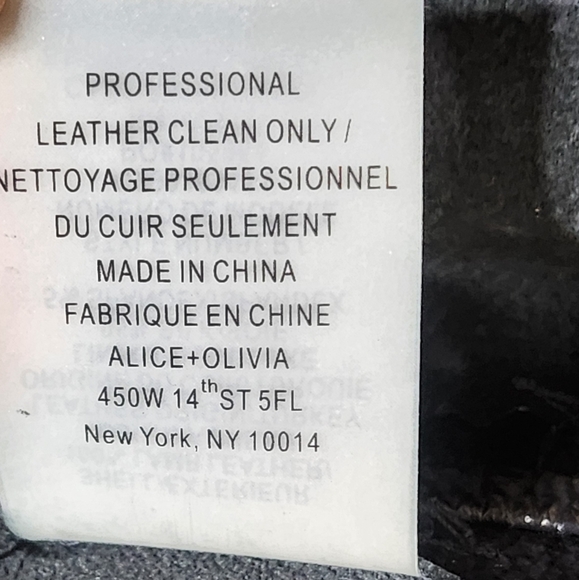 PROFESSIONAL
LEATHER CLEAN ONLY /
NETTOYAGE PROFESSIONNEL
DU CUIR SEULEMENT
MADE IN CHINA
FABRIQUE EN CHINE
ALICE+OLIVIA
450W 14th ST 5FL
New York, NY 10014